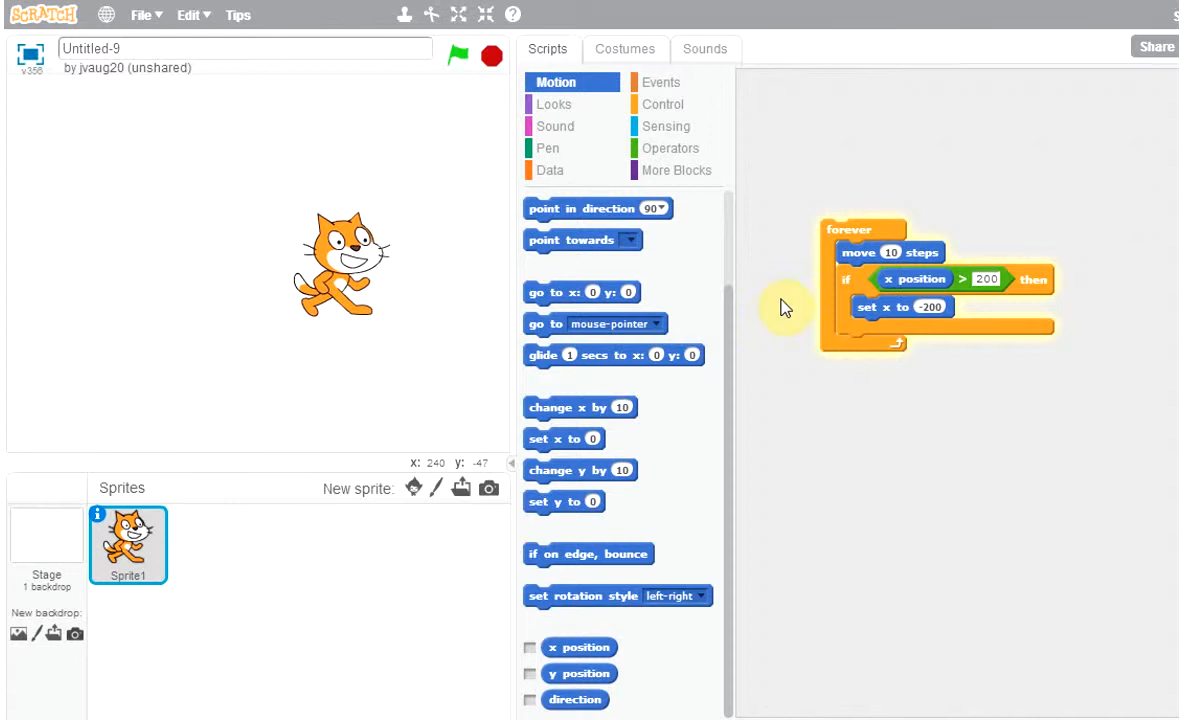 SCRATCH File Edit Tips S
Untitled-9
v356 by jvaug20 (unshared)
Scripts Costumes Sounds
Share
Motion Events
Looks Control
Sound Sensing
Pen Operators
Data More Blocks
point in direction 90
point towards
go to x: 0 y: 0
go to mouse-pointer
glide 1 secs to x: 0 y: 0
change x by 10
set x to 0
change y by 10
set y to 0
if on edge, bounce
set rotation style left-right
x position
y position
direction
forever
move 10 steps
if x position > 200 then
set x to -200
x: 240 y: -47
Sprites New sprite:
Stage
1 backdrop
New backdrop:
Sprite1